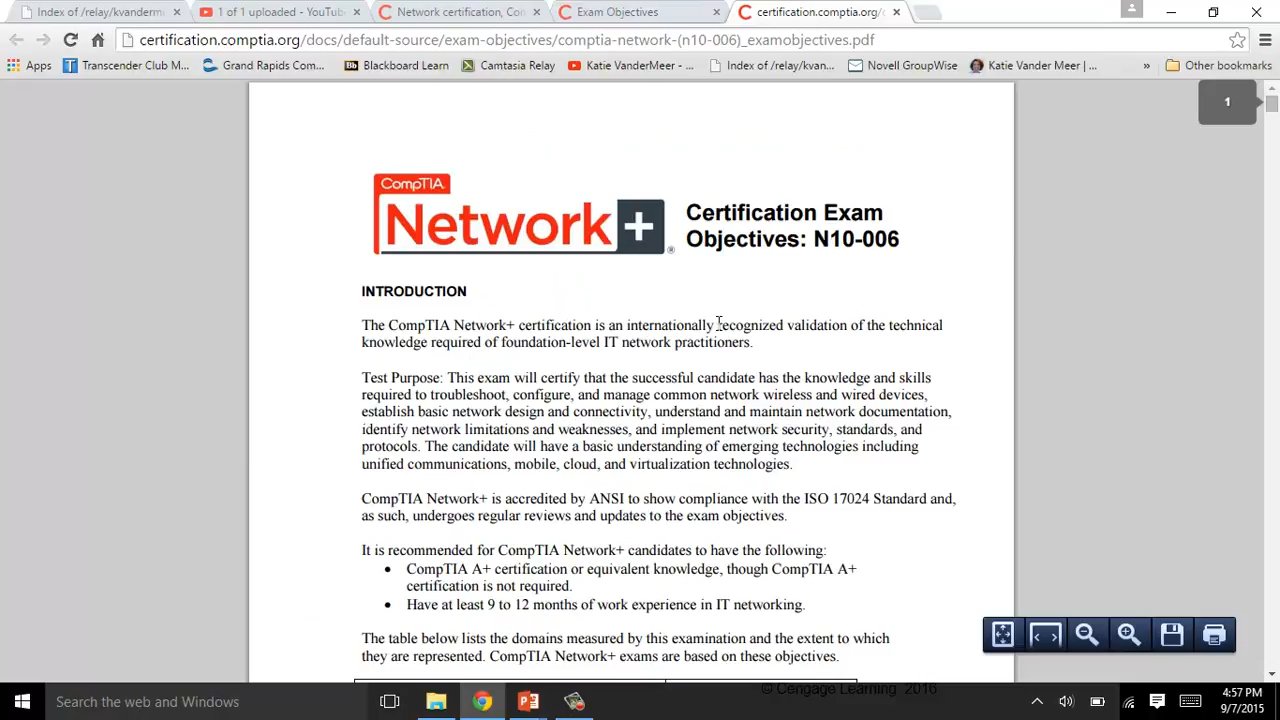 Index of /relay/kvanderme
1 of 1 uploaded - YouTub
Network certification, Com
Exam Objectives
certification.comptia.org/
certification.comptia.org/docs/default-source/exam-objectives/comptia-network-(n10-006)_examobjectives.pdf
Apps
Transcender Club M...
Grand Rapids Com...
Bb Blackboard Learn
Camtasia Relay
Katie VanderMeer - ...
Index of /relay/kvan...
Novell GroupWise
Katie Vander Meer | ...
»
Other bookmarks
1
CompTIA
Network+
®
Certification Exam
Objectives: N10-006
INTRODUCTION
The CompTIA Network+ certification is an internationally recognized validation of the technical
knowledge required of foundation-level IT network practitioners.
Test Purpose: This exam will certify that the successful candidate has the knowledge and skills
required to troubleshoot, configure, and manage common network wireless and wired devices,
establish basic network design and connectivity, understand and maintain network documentation,
identify network limitations and weaknesses, and implement network security, standards, and
protocols. The candidate will have a basic understanding of emerging technologies including
unified communications, mobile, cloud, and virtualization technologies.
CompTIA Network+ is accredited by ANSI to show compliance with the ISO 17024 Standard and,
as such, undergoes regular reviews and updates to the exam objectives.
It is recommended for CompTIA Network+ candidates to have the following:
• CompTIA A+ certification or equivalent knowledge, though CompTIA A+
certification is not required.
• Have at least 9 to 12 months of work experience in IT networking.
The table below lists the domains measured by this examination and the extent to which
they are represented. CompTIA Network+ exams are based on these objectives.
© Cengage Learning 2016
Search the web and Windows
4:57 PM
9/7/2015